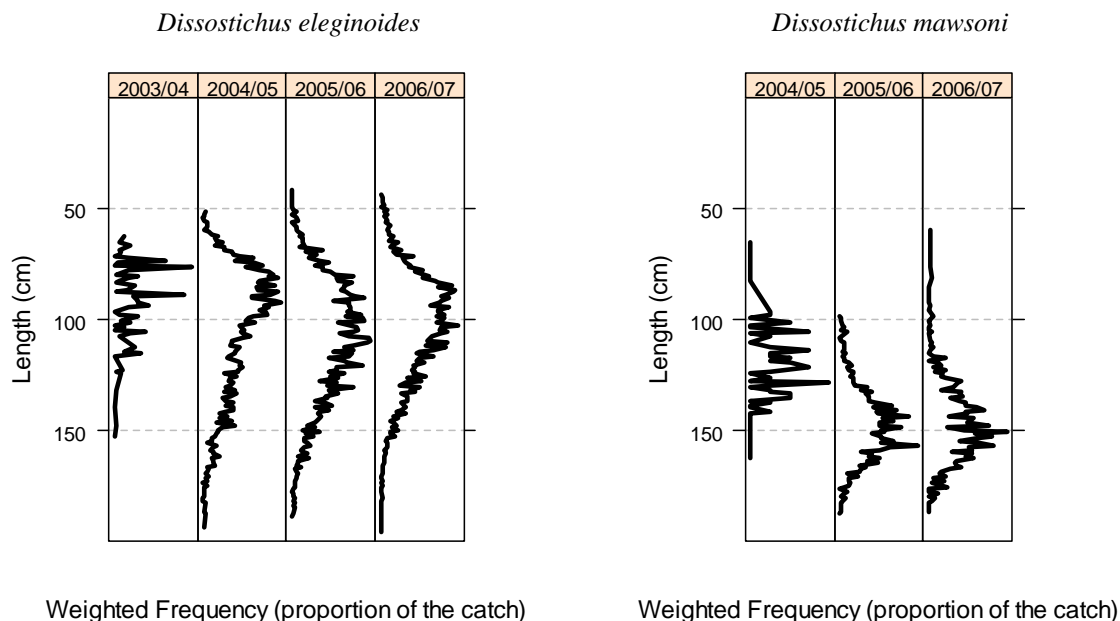 Dissostichus eleginoides
2003/04 2004/05 2005/06 2006/07
50
100
150
Length (cm)
Weighted Frequency (proportion of the catch)
Dissostichus mawsoni
2004/05 2005/06 2006/07
50
100
150
Length (cm)
Weighted Frequency (proportion of the catch)